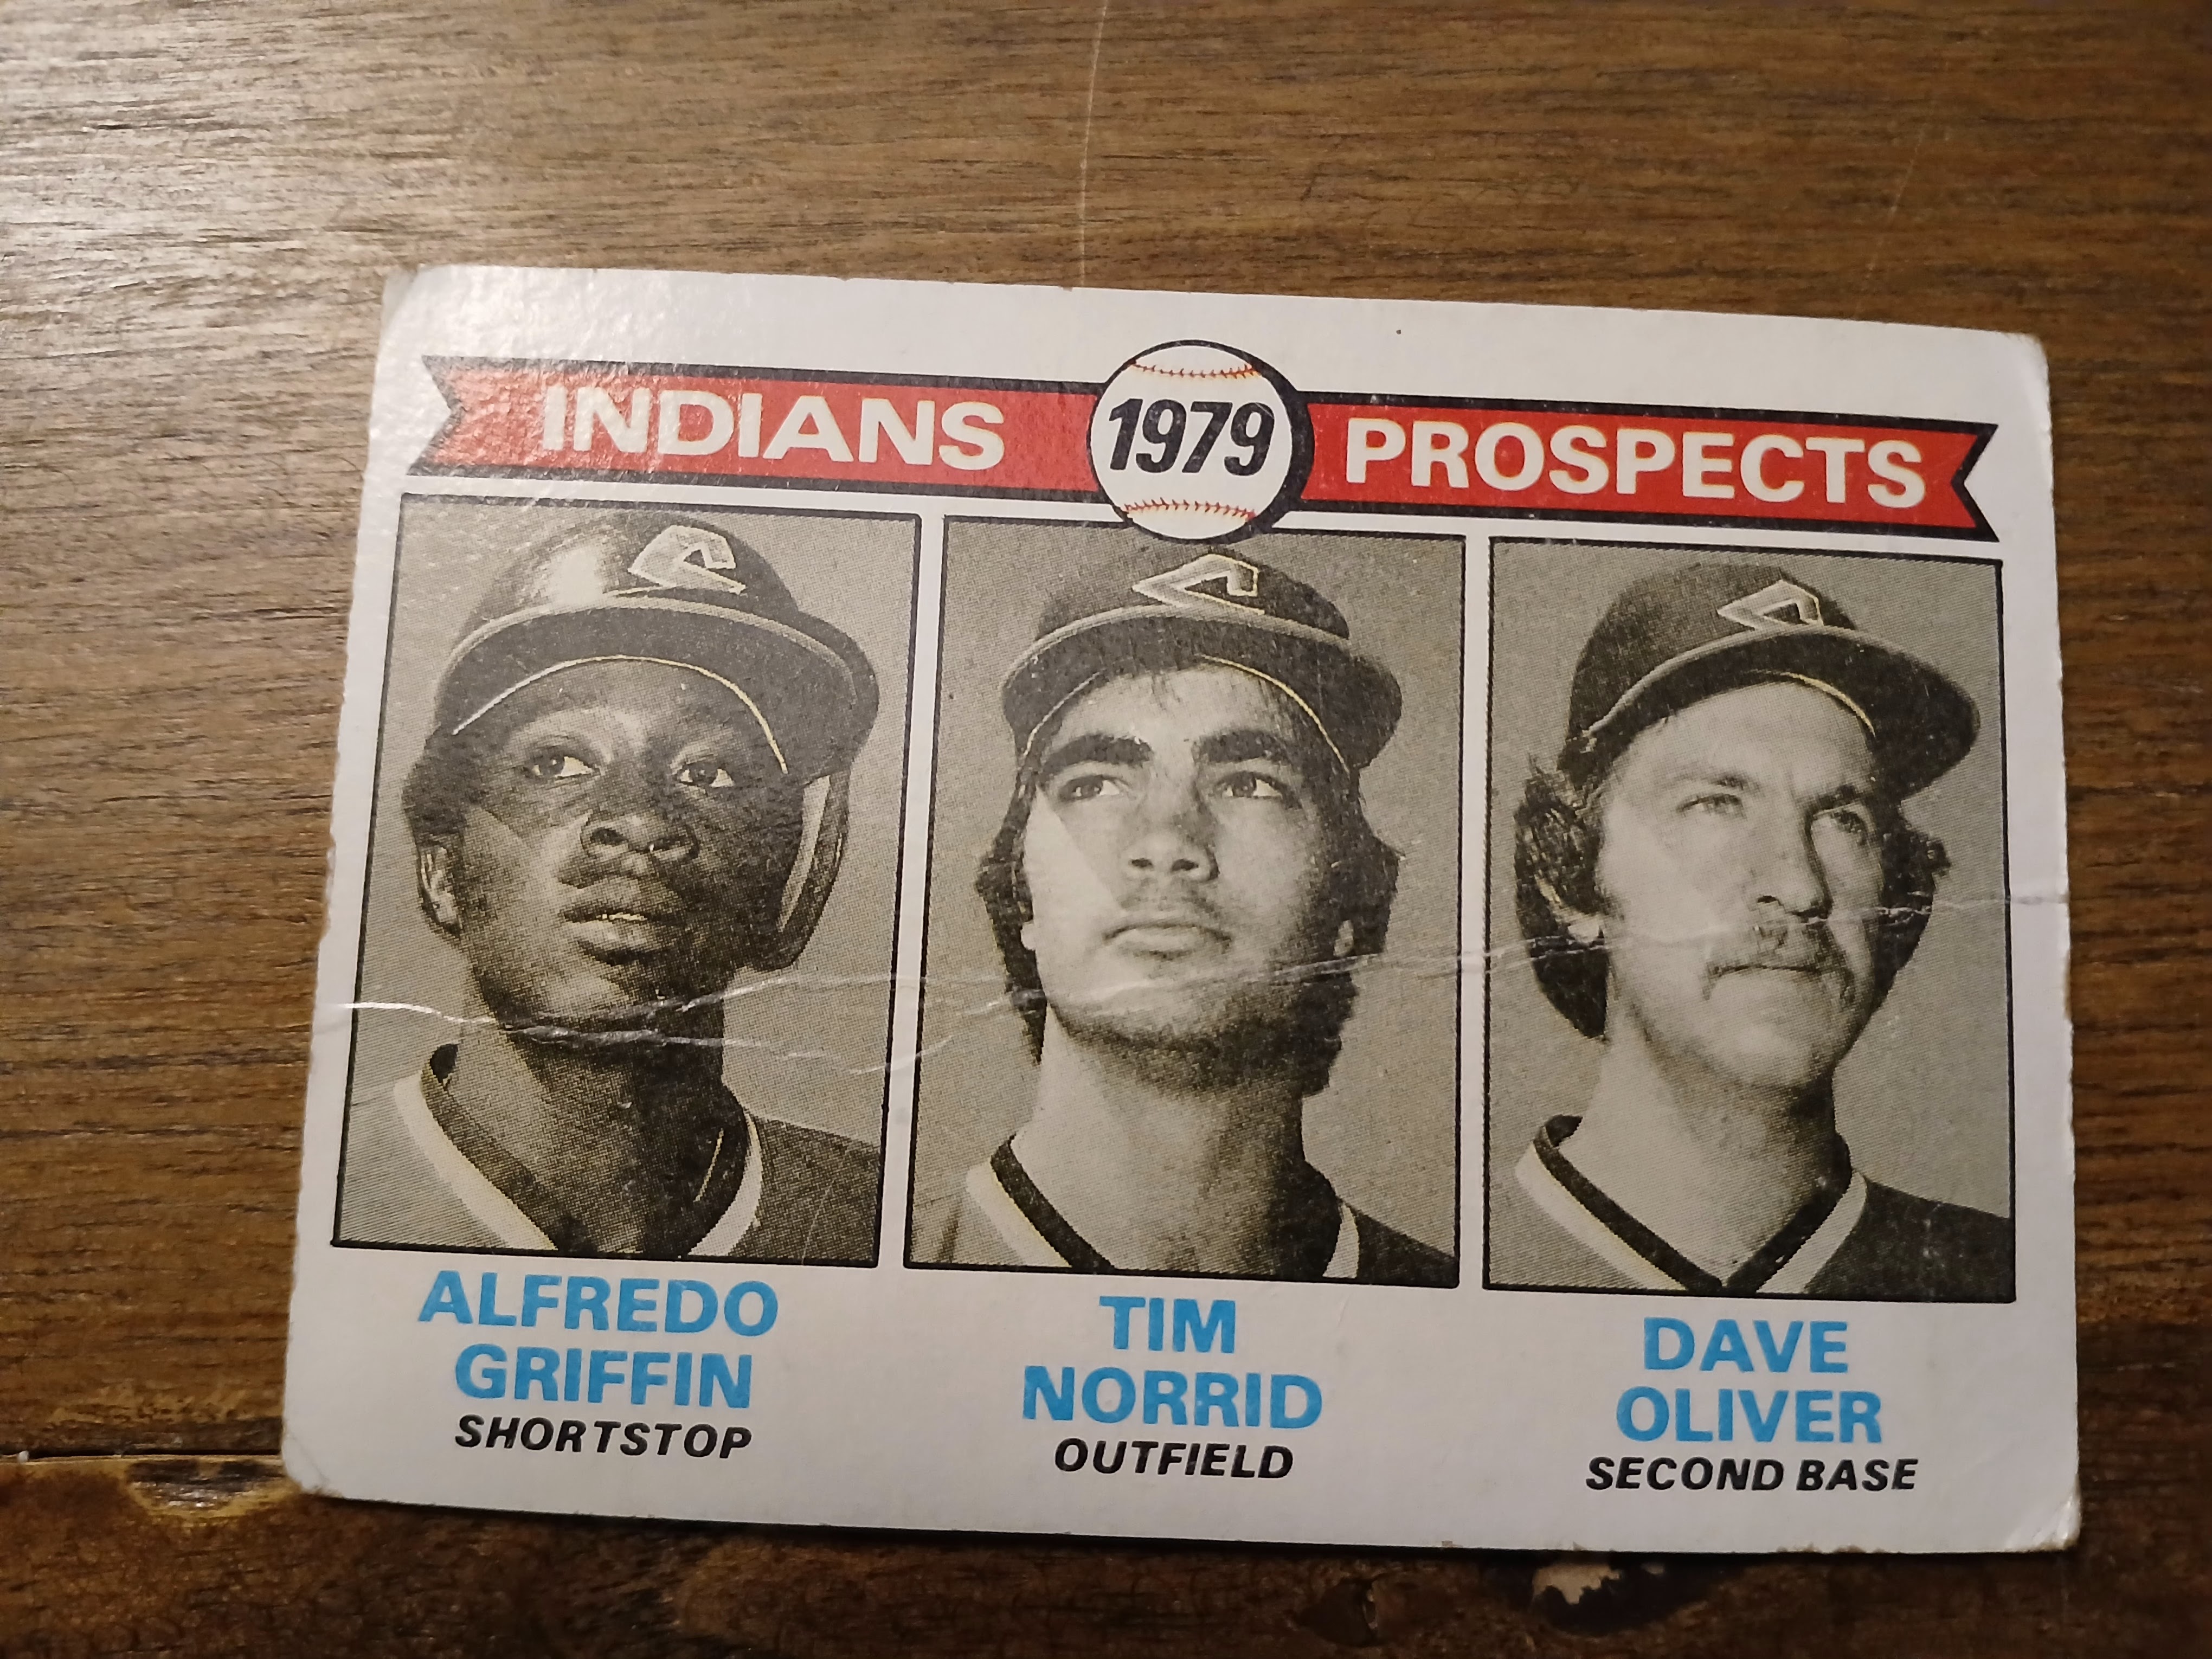 INDIANS 1979 PROSPECTS
ALFREDO
GRIFFIN
SHORTSTOP
TIM
NORRID
OUTFIELD
DAVE
OLIVER
SECOND BASE